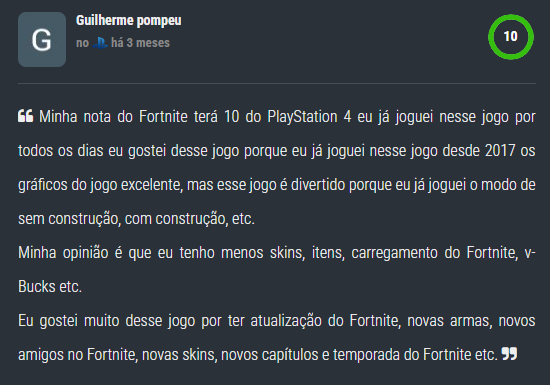 G
Guilherme pompeu
no há 3 meses
10
❝ Minha nota do Fortnite terá 10 do PlayStation 4 eu já joguei nesse jogo por
todos os dias eu gostei desse jogo porque eu já joguei nesse jogo desde 2017 os
gráficos do jogo excelente, mas esse jogo é divertido porque eu já joguei o modo de
sem construção, com construção, etc.
Minha opinião é que eu tenho menos skins, itens, carregamento do Fortnite, v-
Bucks etc.
Eu gostei muito desse jogo por ter atualização do Fortnite, novas armas, novos
amigos no Fortnite, novas skins, novos capítulos e temporada do Fortnite etc. ❞